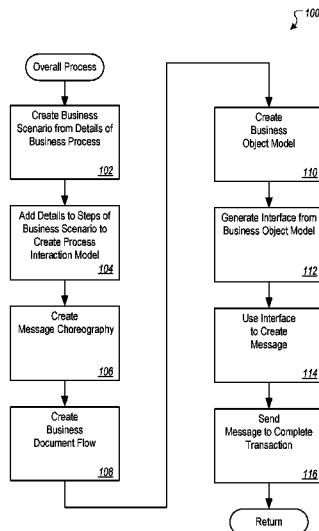 100
Overall Process
Create Business
Scenario from Details of
Business Process
102
Add Details to Steps of
Business Scenario to
Create Process
Interaction Model
104
Create
Message Choreography
106
Create
Business
Document Flow
108
Create
Business
Object Model
110
Generate Interface from
Business Object Model
112
Use Interface
to Create
Message
114
Send
Message to Complete
Transaction
116
Return